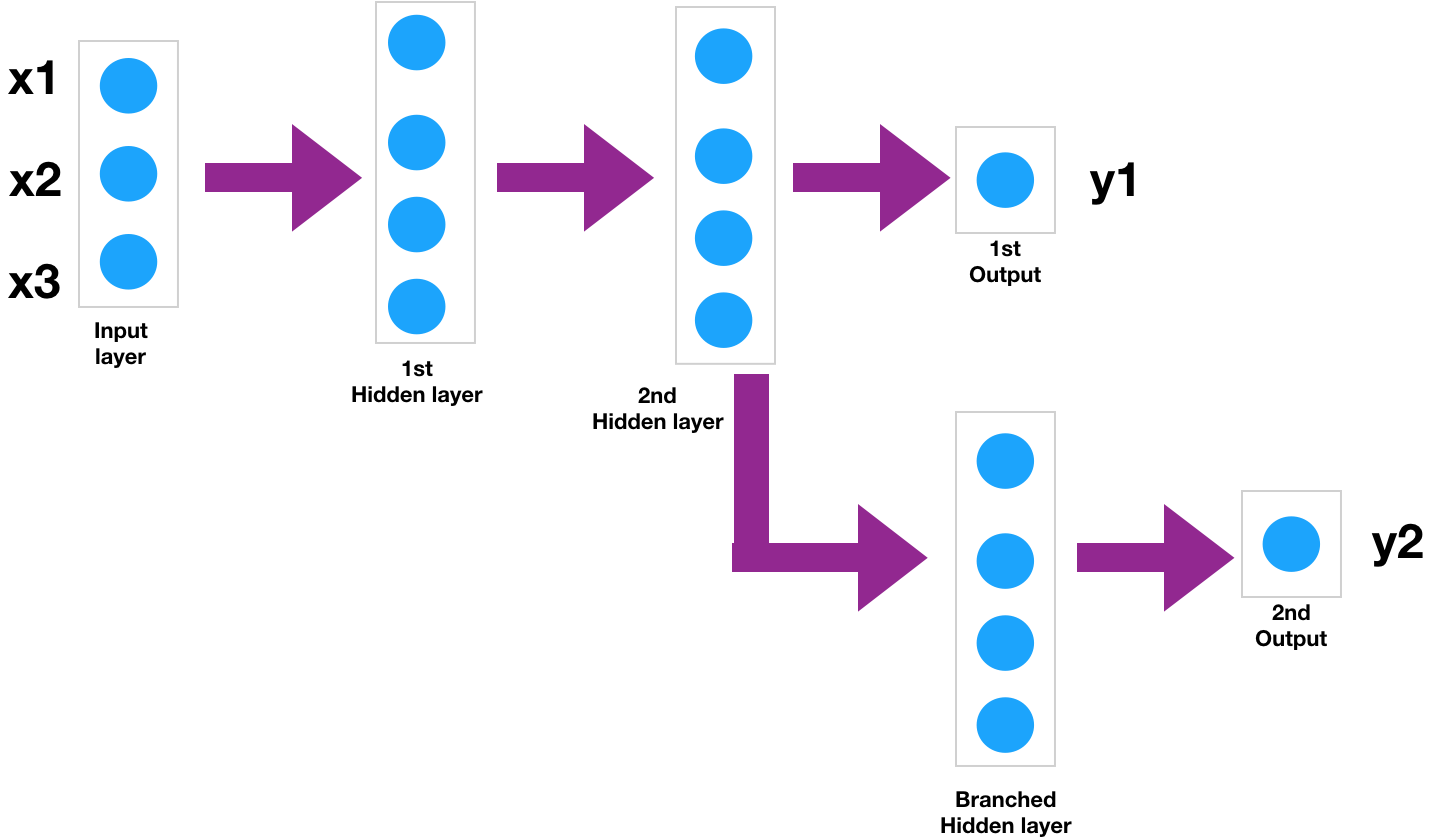 x1
x2
x3
Input
layer
1st
Hidden layer
2nd
Hidden layer
1st
Output
y1
Branched
Hidden layer
2nd
Output
y2